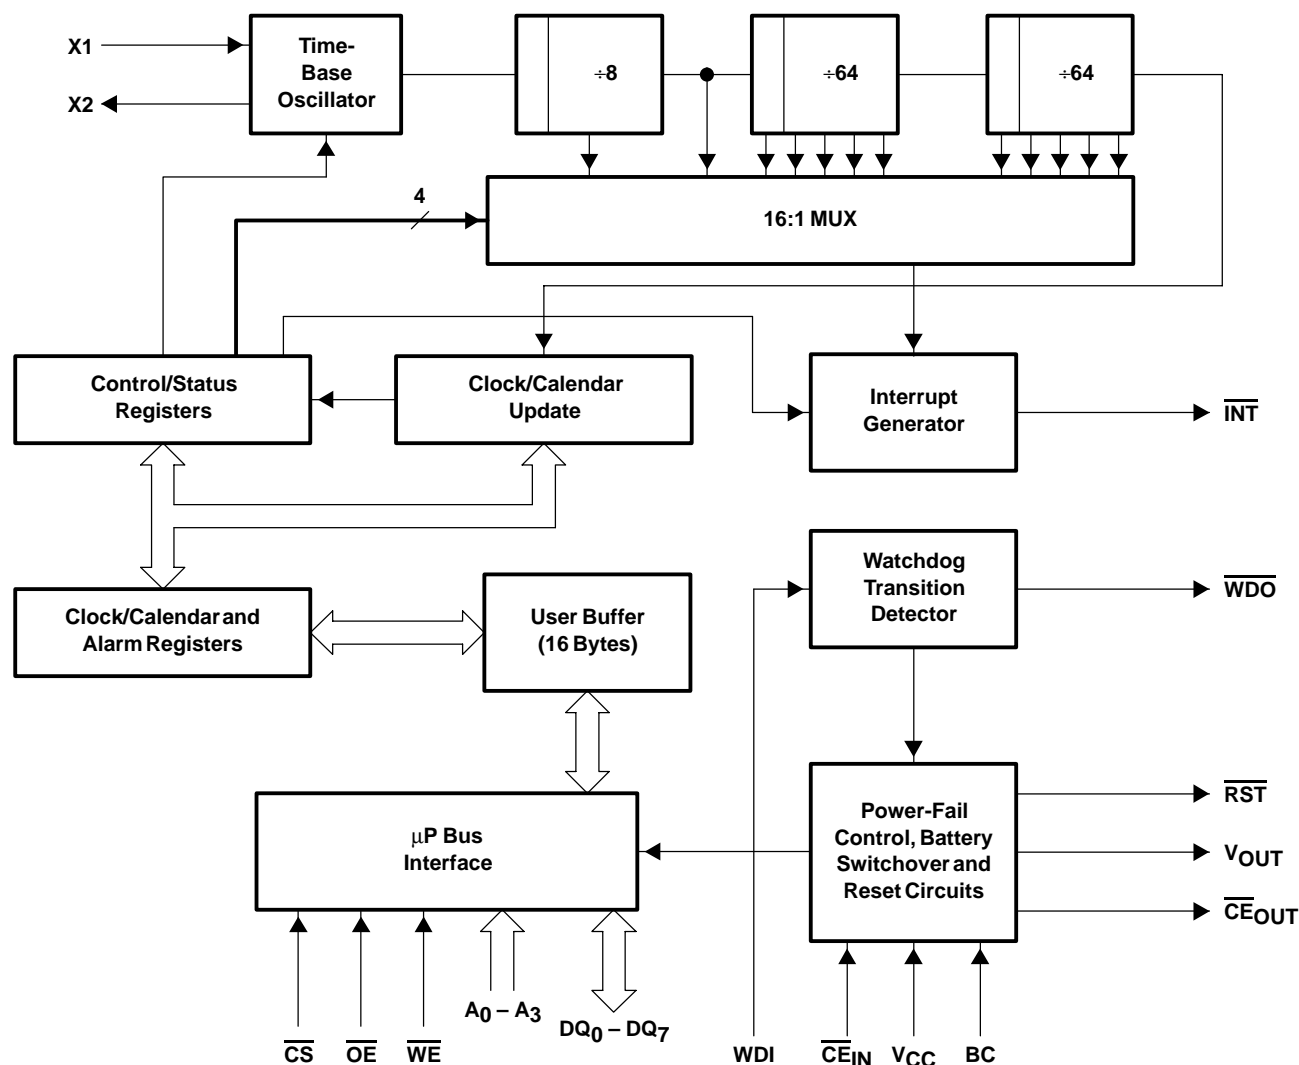 X1
X2
Time-
Base
Oscillator
÷8
÷64
÷64
4
16:1 MUX
Control/Status
Registers
Clock/Calendar
Update
Interrupt
Generator
INT
Clock/Calendar and
Alarm Registers
User Buffer
(16 Bytes)
Watchdog
Transition
Detector
WDO
μP Bus
Interface
Power-Fail
Control, Battery
Switchover and
Reset Circuits
RST
VOUT
CEOUT
CS
OE
WE
A0 – A3
DQ0 – DQ7
WDI
CEIN
VCC
BC